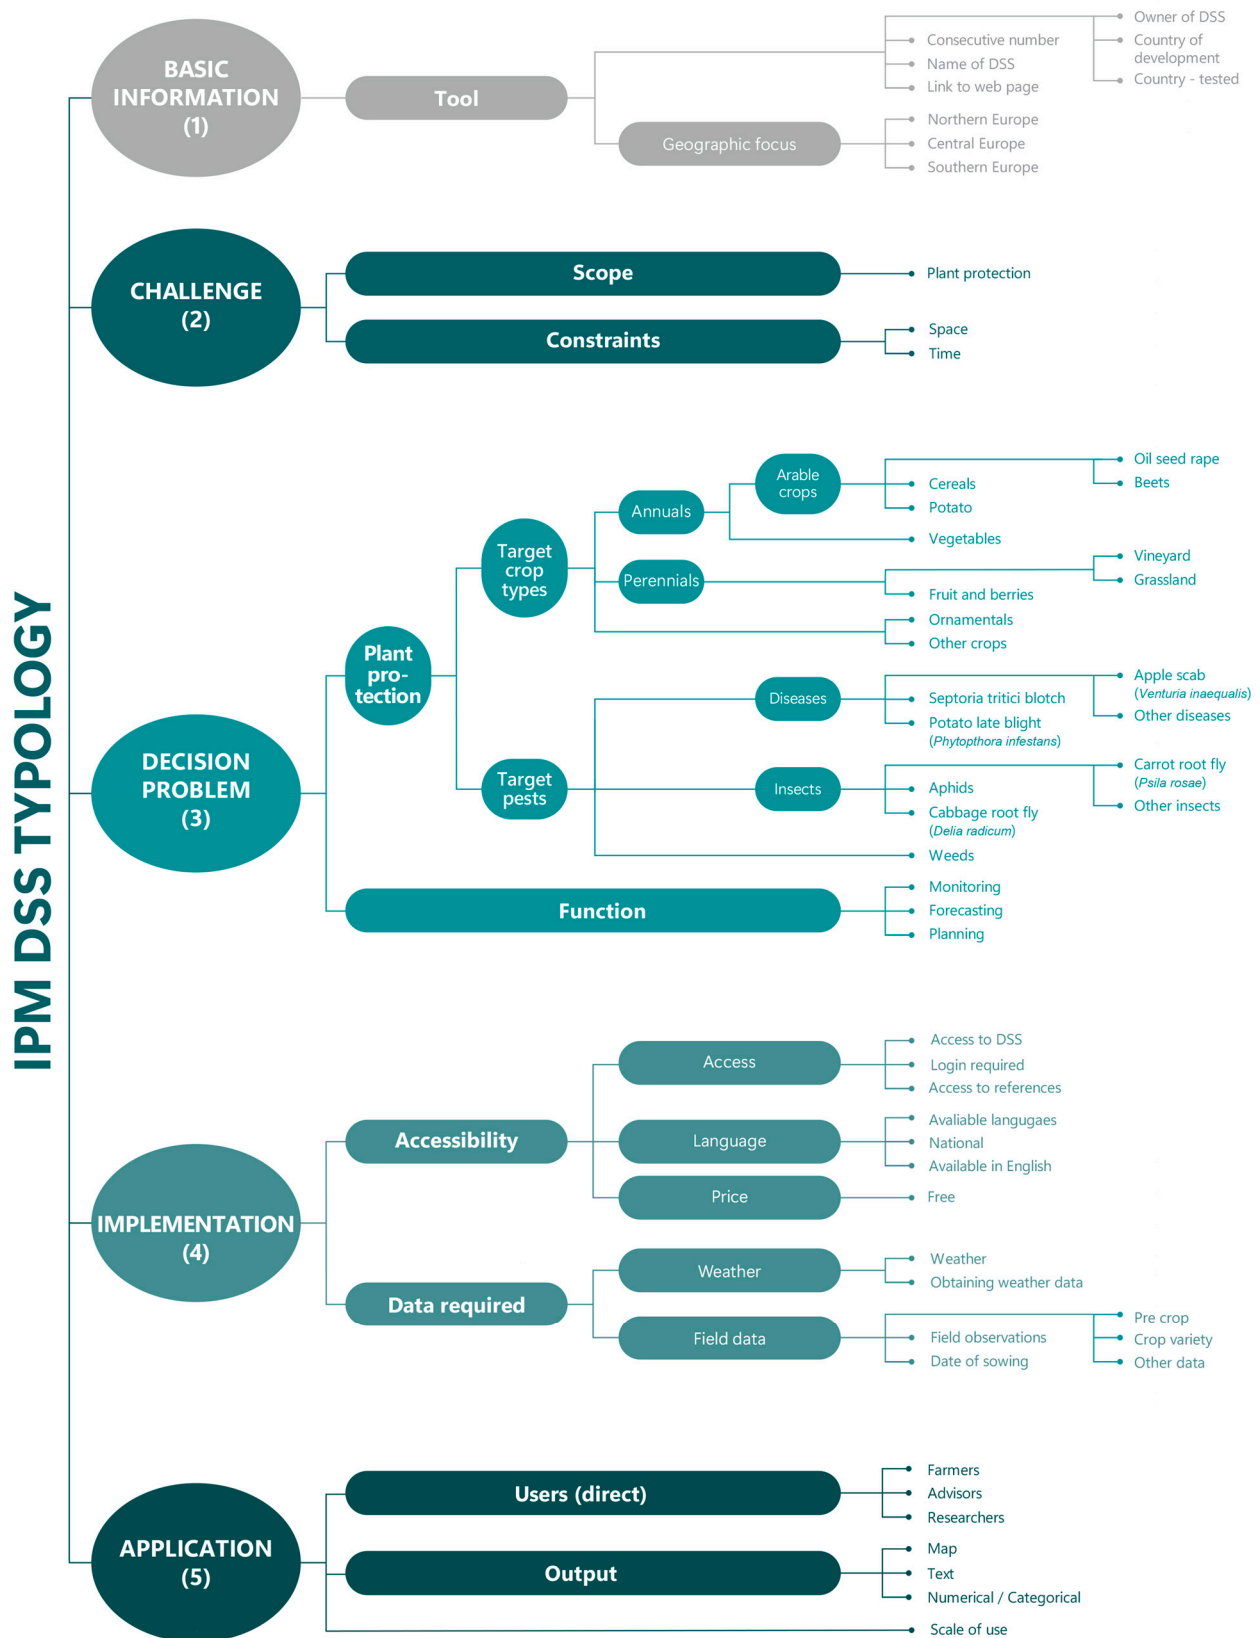 IPM DSS TYPOLOGY
BASIC
INFORMATION
(1)
Tool
Consecutive number
Name of DSS
Link to web page
Owner of DSS
Country of
development
Country - tested
Geographic focus
Northern Europe
Central Europe
Southern Europe
CHALLENGE
(2)
Scope
Plant protection
Constraints
Space
Time
DECISION
PROBLEM
(3)
Plant
pro-
tection
Target
crop
types
Annuals
Arable
crops
Cereals
Potato
Oil seed rape
Beets
Vegetables
Perennials
Fruit and berries
Vineyard
Grassland
Ornamentals
Other crops
Target
pests
Diseases
Septoria tritici blotch
Potato late blight
(Phytopthora infestans)
Apple scab
(Venturia inaequalis)
Other diseases
Insects
Aphids
Cabbage root fly
(Delia radicum)
Carrot root fly
(Psila rosae)
Other insects
Weeds
Function
Monitoring
Forecasting
Planning
IMPLEMENTATION
(4)
Accessibility
Access
Access to DSS
Login required
Access to references
Language
Avaliable langugaes
National
Available in English
Price
Free
Data required
Weather
Weather
Obtaining weather data
Field data
Field observations
Date of sowing
Pre crop
Crop variety
Other data
APPLICATION
(5)
Users (direct)
Farmers
Advisors
Researchers
Output
Map
Text
Numerical / Categorical
Scale of use